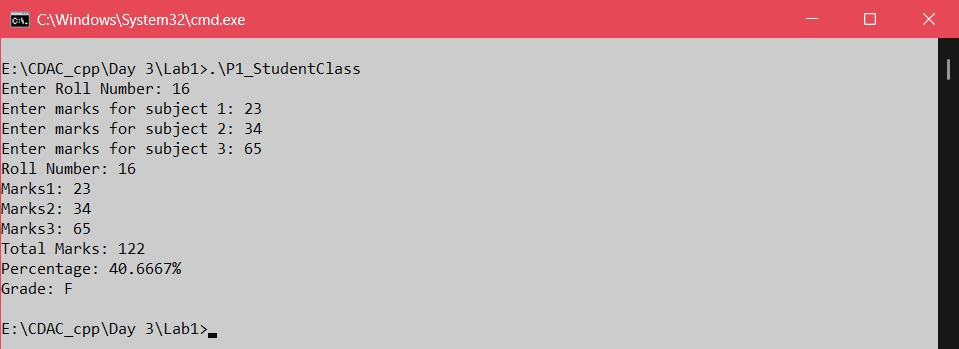 C:\Windows\System32\cmd.exe
E:\CDAC_cpp\Day 3\Lab1>.\P1_StudentClass
Enter Roll Number: 16
Enter marks for subject 1: 23
Enter marks for subject 2: 34
Enter marks for subject 3: 65
Roll Number: 16
Marks1: 23
Marks2: 34
Marks3: 65
Total Marks: 122
Percentage: 40.6667%
Grade: F
E:\CDAC_cpp\Day 3\Lab1>